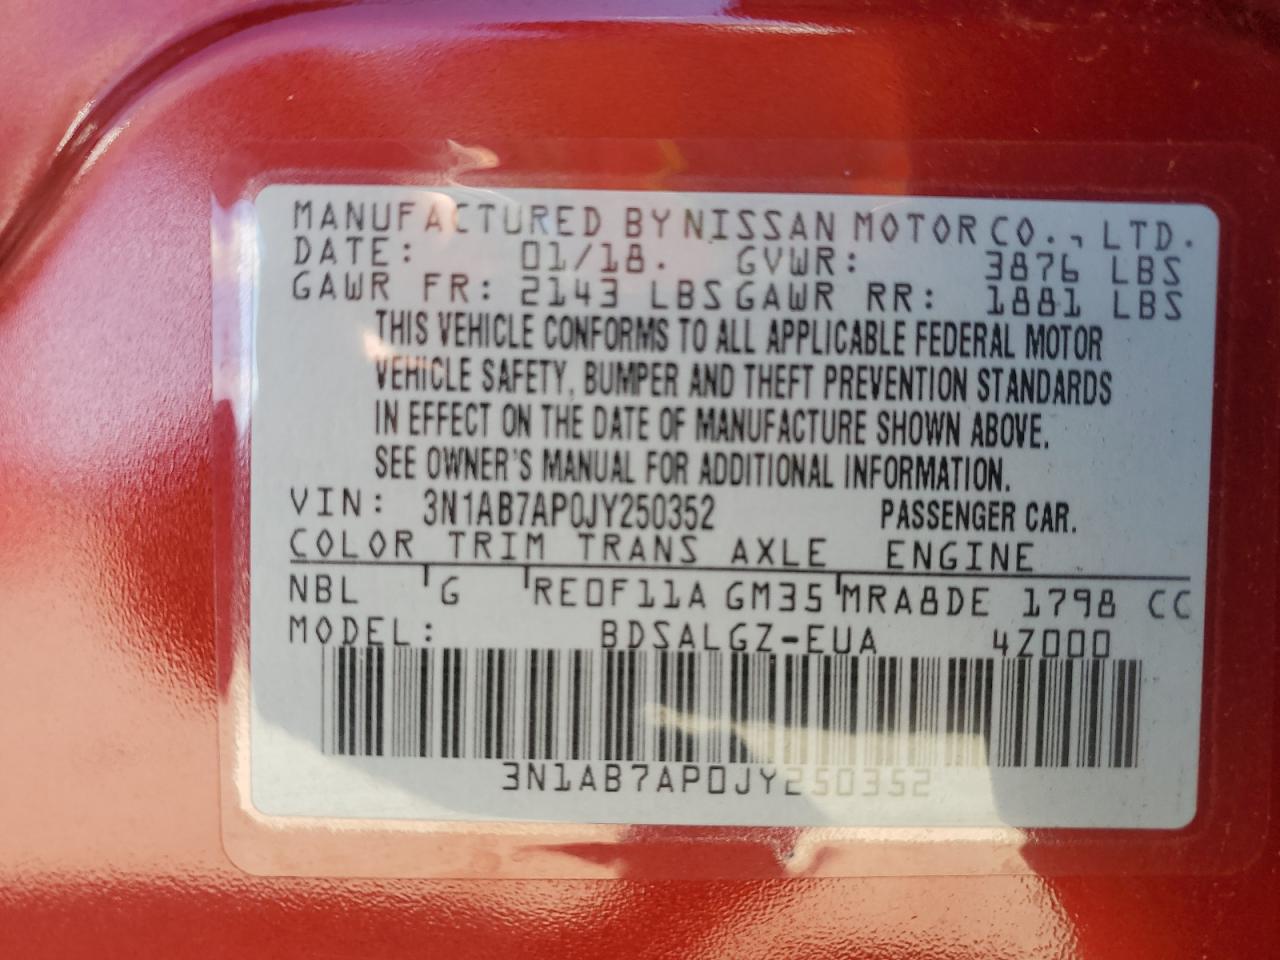 MANUFACTURED BY NISSAN MOTOR CO., LTD.
DATE: 01/18. GVWR: 3876 LBS
GAWR FR: 2143 LBS GAWR RR: 1881 LBS
THIS VEHICLE CONFORMS TO ALL APPLICABLE FEDERAL MOTOR
VEHICLE SAFETY, BUMPER AND THEFT PREVENTION STANDARDS
IN EFFECT ON THE DATE OF MANUFACTURE SHOWN ABOVE.
SEE OWNER'S MANUAL FOR ADDITIONAL INFORMATION.
VIN: 3N1AB7AP0JY250352 PASSENGER CAR.
COLOR TRIM TRANS AXLE ENGINE
NBL G RE0F11A GM35 MRA8DE 1798 CC
MODEL: BDSALGZ-EUA 4Z000
3N1AB7AP0JY250352